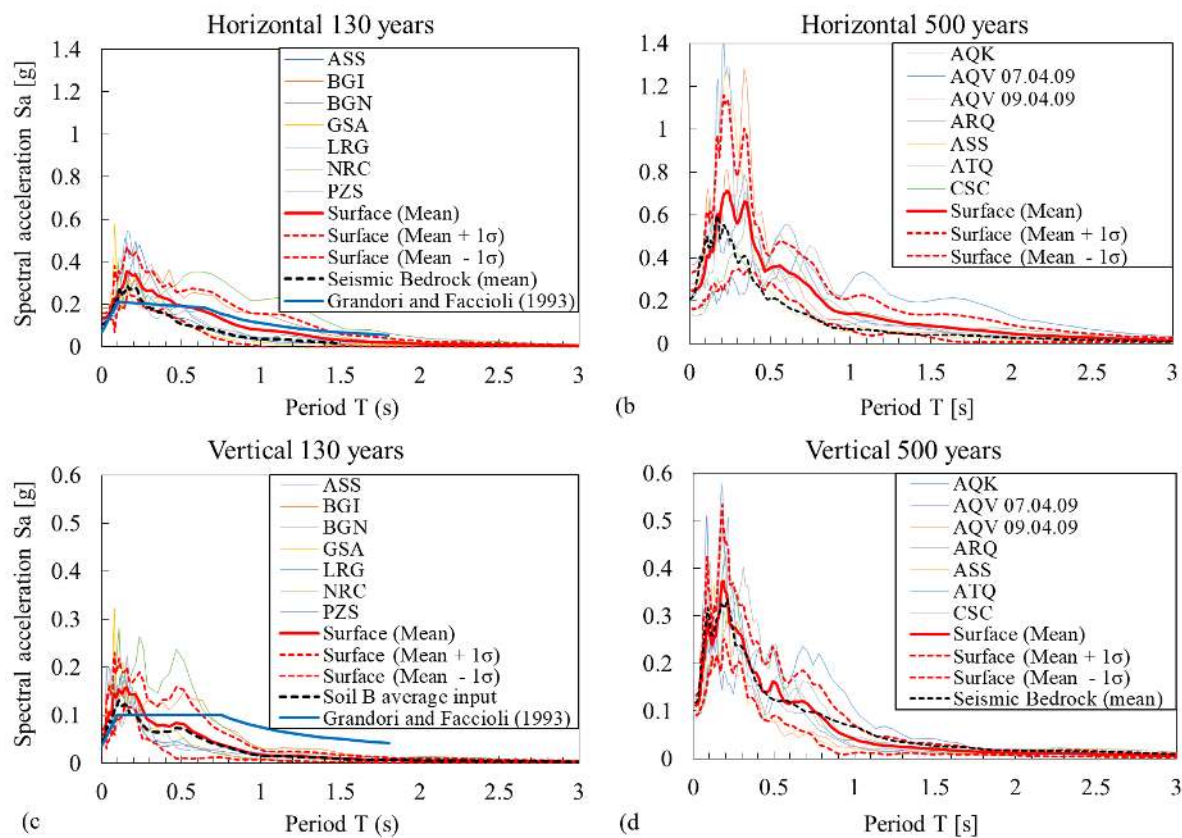 Horizontal 130 years
Spectral acceleration Sa [g]
1.4
1.2
1
0.8
0.6
0.4
0.2
0
ASS
BGI
BGN
GSA
LRG
NRC
PZS
Surface (Mean)
Surface (Mean + 1σ)
Surface (Mean - 1σ)
Seismic Bedrock (mean)
Grandori and Faccioli (1993)
0 0.5 1 1.5 2 2.5 3
Period T (s)
Horizontal 500 years
1.4
1.2
1
0.8
0.6
0.4
0.2
0
AQK
AQV 07.04.09
AQV 09.04.09
ARQ
ASS
ATQ
CSC
Surface (Mean)
Surface (Mean + 1σ)
Surface (Mean - 1σ)
0 0.5 1 1.5 2 2.5 3
(b
Period T [s]
Vertical 130 years
Spectral acceleration Sa [g]
0.6
0.5
0.4
0.3
0.2
0.1
0
ASS
BGI
BGN
GSA
LRG
NRC
PZS
Surface (Mean)
Surface (Mean + 1σ)
Surface (Mean - 1σ)
Soil B average input
Grandori and Faccioli (1993)
0 0.5 1 1.5 2 2.5 3
(c
Period T (s)
Vertical 500 years
0.6
0.5
0.4
0.3
0.2
0.1
0
AQK
AQV 07.04.09
AQV 09.04.09
ARQ
ASS
ATQ
CSC
Surface (Mean)
Surface (Mean + 1σ)
Surface (Mean - 1σ)
Seismic Bedrock (mean)
0 0.5 1 1.5 2 2.5 3
(d
Period T [s]